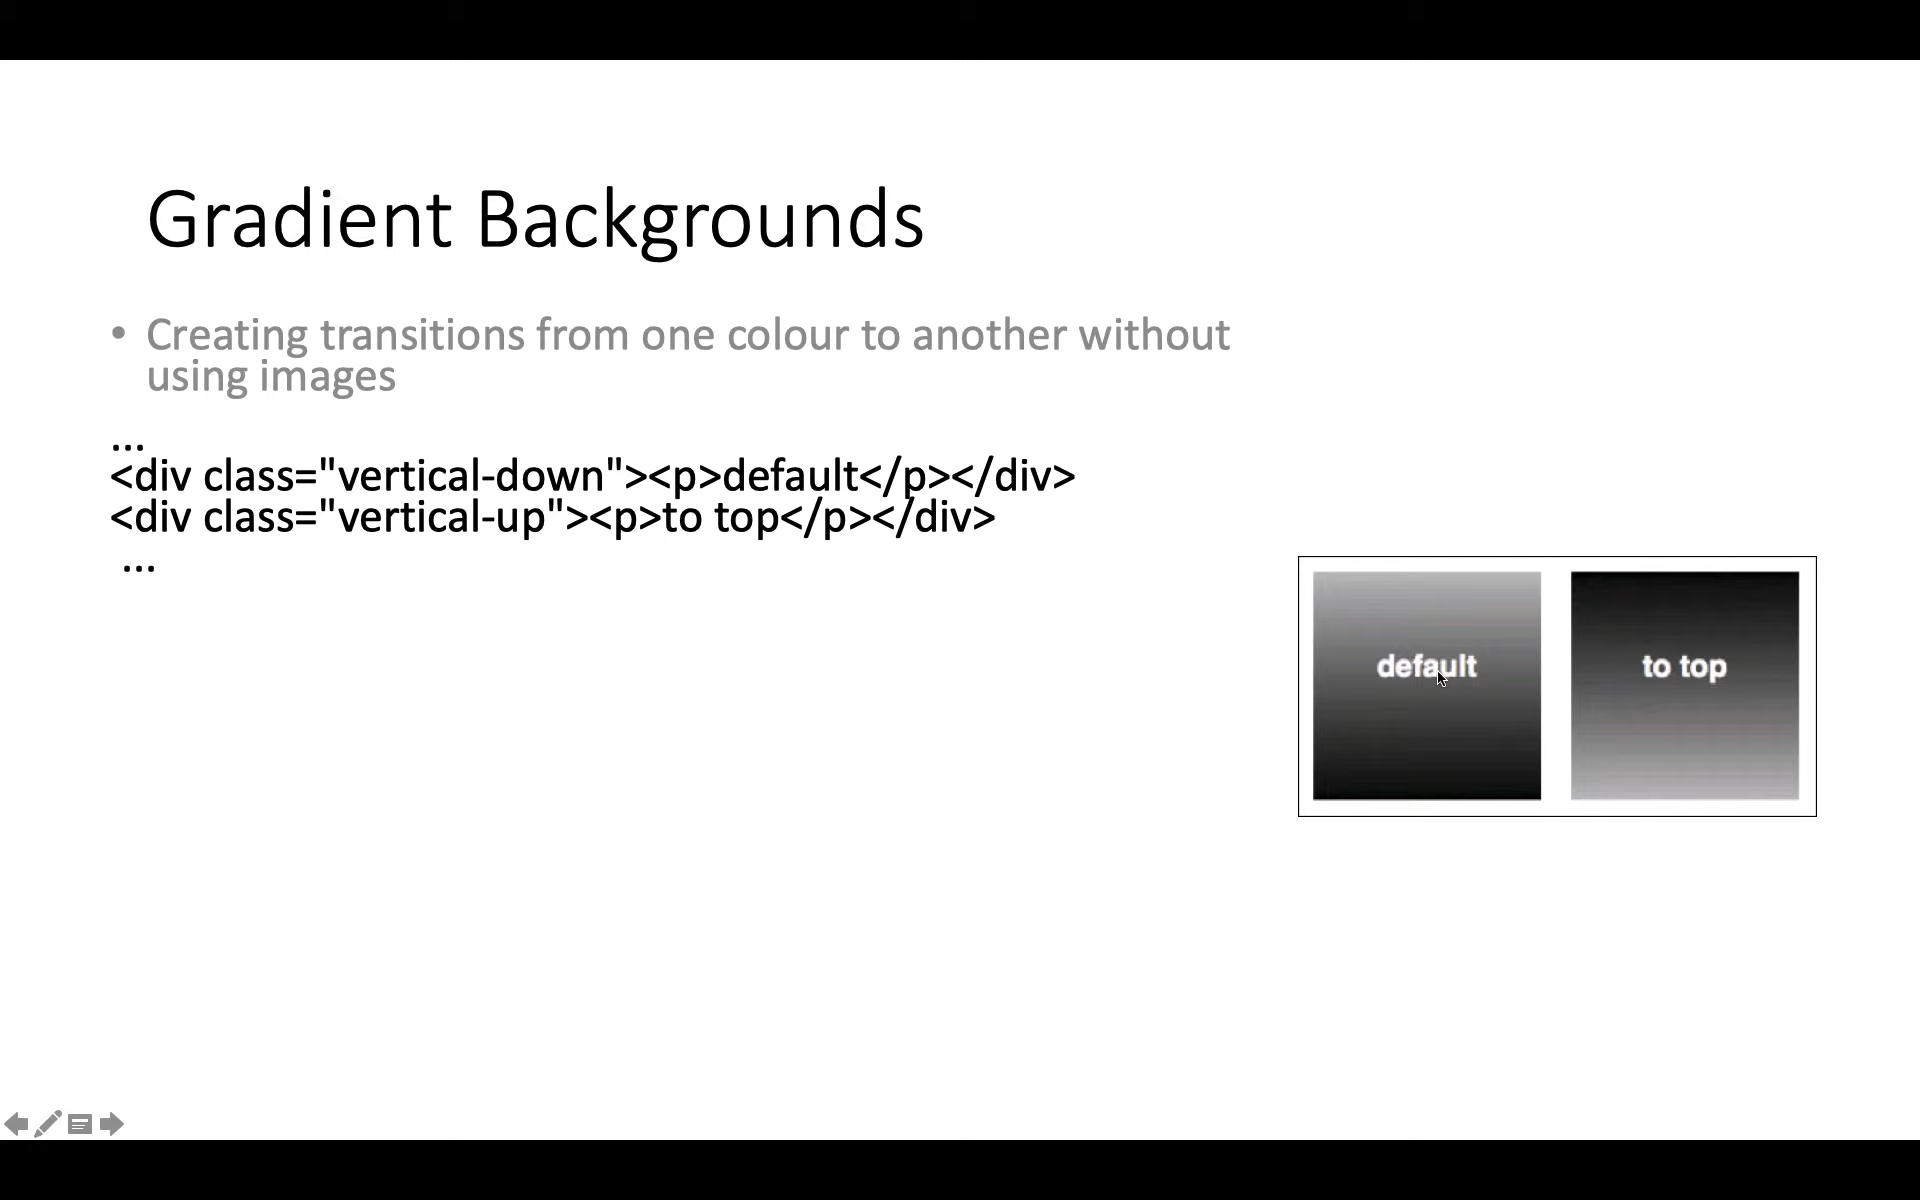 Gradient Backgrounds
• Creating transitions from one colour to another without
using images
...
<div class="vertical-down"><p>default</p></div>
<div class="vertical-up"><p>to top</p></div>
...
default
to top